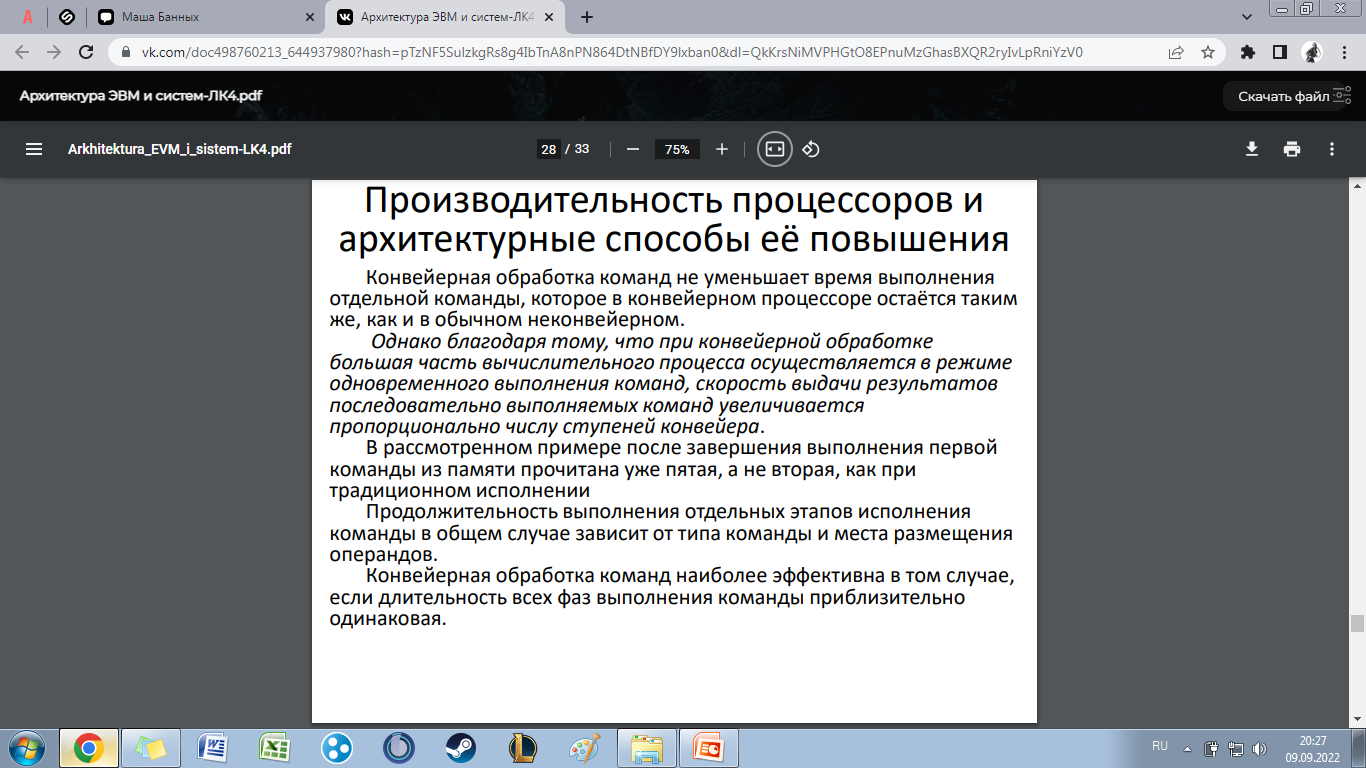 Маша Банных
Архитектура ЭВМ и систем-ЛК4
vk.com/doc498760213_644937980?hash=pTzNF5SuIzkgRs8g4IbTnA8nPN864DtNBfDY9lxban0&dl=QkKrsNiMVPHGtO8EPnuMzGhasBXQR2ryIvLpRniYzV0
Архитектура ЭВМ и систем-ЛК4.pdf
Скачать файл
Arkhitektura_EVM_i_sistem-LK4.pdf
28 / 33
75%
Производительность процессоров и
архитектурные способы её повышения
Конвейерная обработка команд не уменьшает время выполнения
отдельной команды, которое в конвейерном процессоре остаётся таким
же, как и в обычном неконвейерном.
Однако благодаря тому, что при конвейерной обработке
большая часть вычислительного процесса осуществляется в режиме
одновременного выполнения команд, скорость выдачи результатов
последовательно выполняемых команд увеличивается
пропорционально числу ступеней конвейера.
В рассмотренном примере после завершения выполнения первой
команды из памяти прочитана уже пятая, а не вторая, как при
традиционном исполнении
Продолжительность выполнения отдельных этапов исполнения
команды в общем случае зависит от типа команды и места размещения
операндов.
Конвейерная обработка команд наиболее эффективна в том случае,
если длительность всех фаз выполнения команды приблизительно
одинаковая.
RU
20:27
09.09.2022